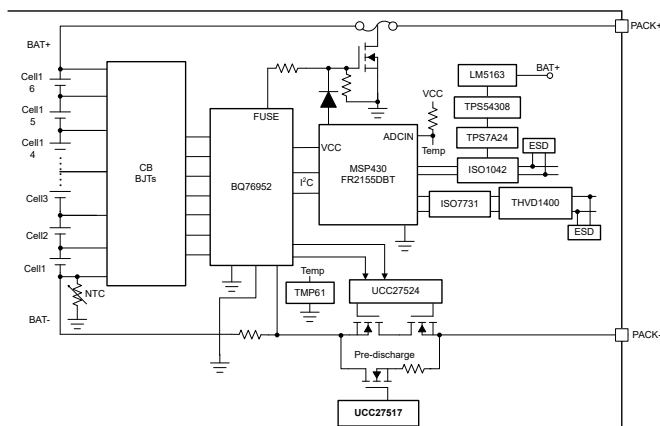 PACK+
BAT+
Cell1
6
Cell1
5
Cell1
4
Cell3
Cell2
Cell1
NTC
BAT-
CB
BJTs
FUSE
BQ76952
VCC
I²C
ADCIN
MSP430
FR2155DBT
VCC
Temp
LM5163
BAT+
TPS54308
TPS7A24
ISO1042
ESD
ISO7731
THVD1400
ESD
Temp
TMP61
UCC27524
Pre-discharge
UCC27517
PACK-